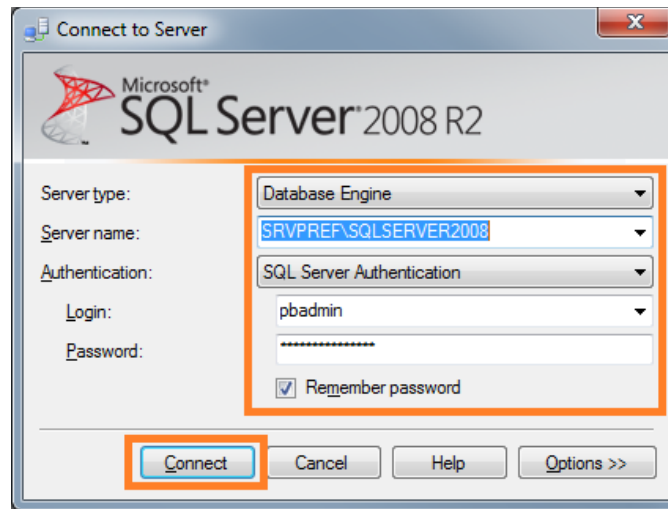 Connect to Server
Microsoft®
SQL Server® 2008 R2
Server type: Database Engine
Server name: SRVPREF\SQLSERVER2008
Authentication: SQL Server Authentication
Login: pbadmin
Password: ***************
Remember password
Connect Cancel Help Options >>